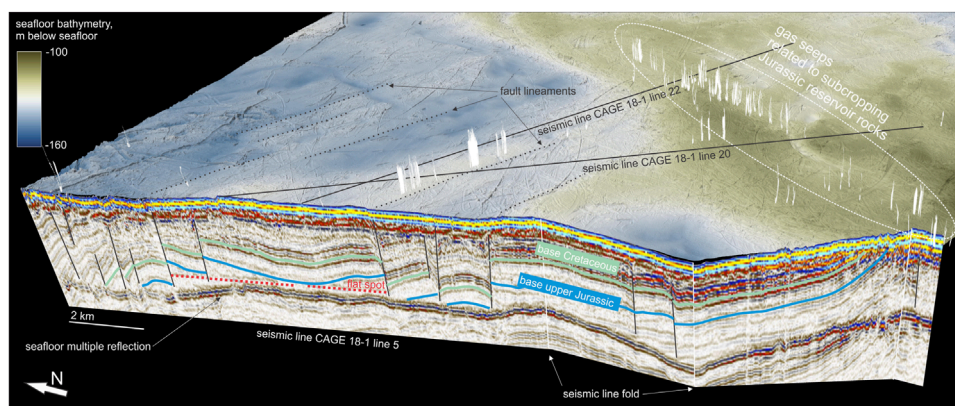 seafloor bathymetry,
m below seafloor
-100
-160
fault lineaments
gas seeps
related to subcropping
Jurassic reservoir rocks
seismic line CAGE 18-1 line 22
seismic line CAGE 18-1 line 20
base Cretaceous
base upper Jurassic
flat spot
2 km
seismic line CAGE 18-1 line 5
seafloor multiple reflection
N
seismic line fold